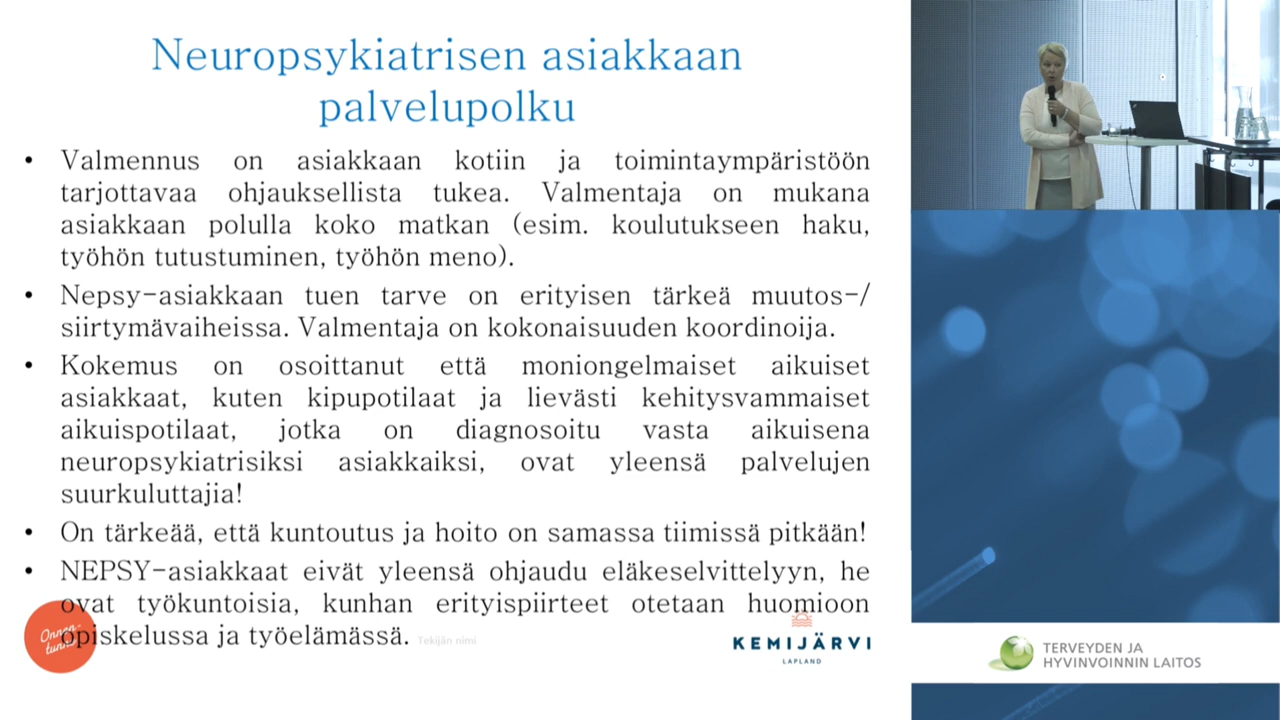 Neuropsykiatrisen asiakkaan
palvelupolku
• Valmennus on asiakkaan kotiin ja toimintaympäristöön
tarjottavaa ohjauksellista tukea. Valmentaja on mukana
asiakkaan polulla koko matkan (esim. koulutukseen haku,
työhön tutustuminen, työhön meno).
• Nepsy-asiakkaan tuen tarve on erityisen tärkeä muutos-/
siirtymävaiheissa. Valmentaja on kokonaisuuden koordinoija.
• Kokemus on osoittanut että moniongelmaiset aikuiset
asiakkaat, kuten kipupotilaat ja lievästi kehitysvammaiset
aikuispotilaat, jotka on diagnosoitu vasta aikuisena
neuropsykiatrisiksi asiakkaiksi, ovat yleensä palvelujen
suurkuluttajia!
• On tärkeää, että kuntoutus ja hoito on samassa tiimissä pitkään!
• NEPSY-asiakkaat eivät yleensä ohjaudu eläkeselvittelyyn, he
ovat työkuntoisia, kunhan erityispiirteet otetaan huomioon
opiskelussa ja työelämässä.
Onnen-
tunne
Tekijän nimi
KEMIJÄRVI
LAPLAND
TERVEYDEN JA
HYVINVOINNIN LAITOS